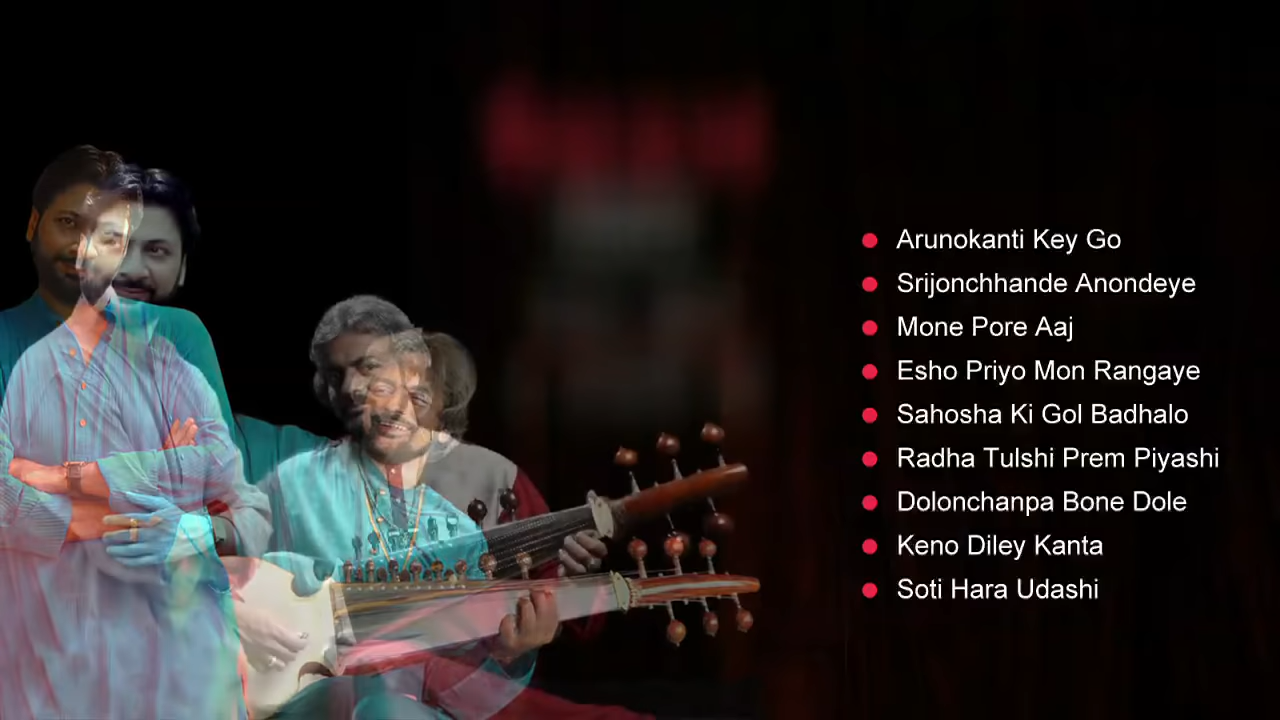 Arunokanti Key Go
Srijonchhande Anondeye
Mone Pore Aaj
Esho Priyo Mon Rangaye
Sahosha Ki Gol Badhalo
Radha Tulshi Prem Piyashi
Dolonchanpa Bone Dole
Keno Diley Kanta
Soti Hara Udashi